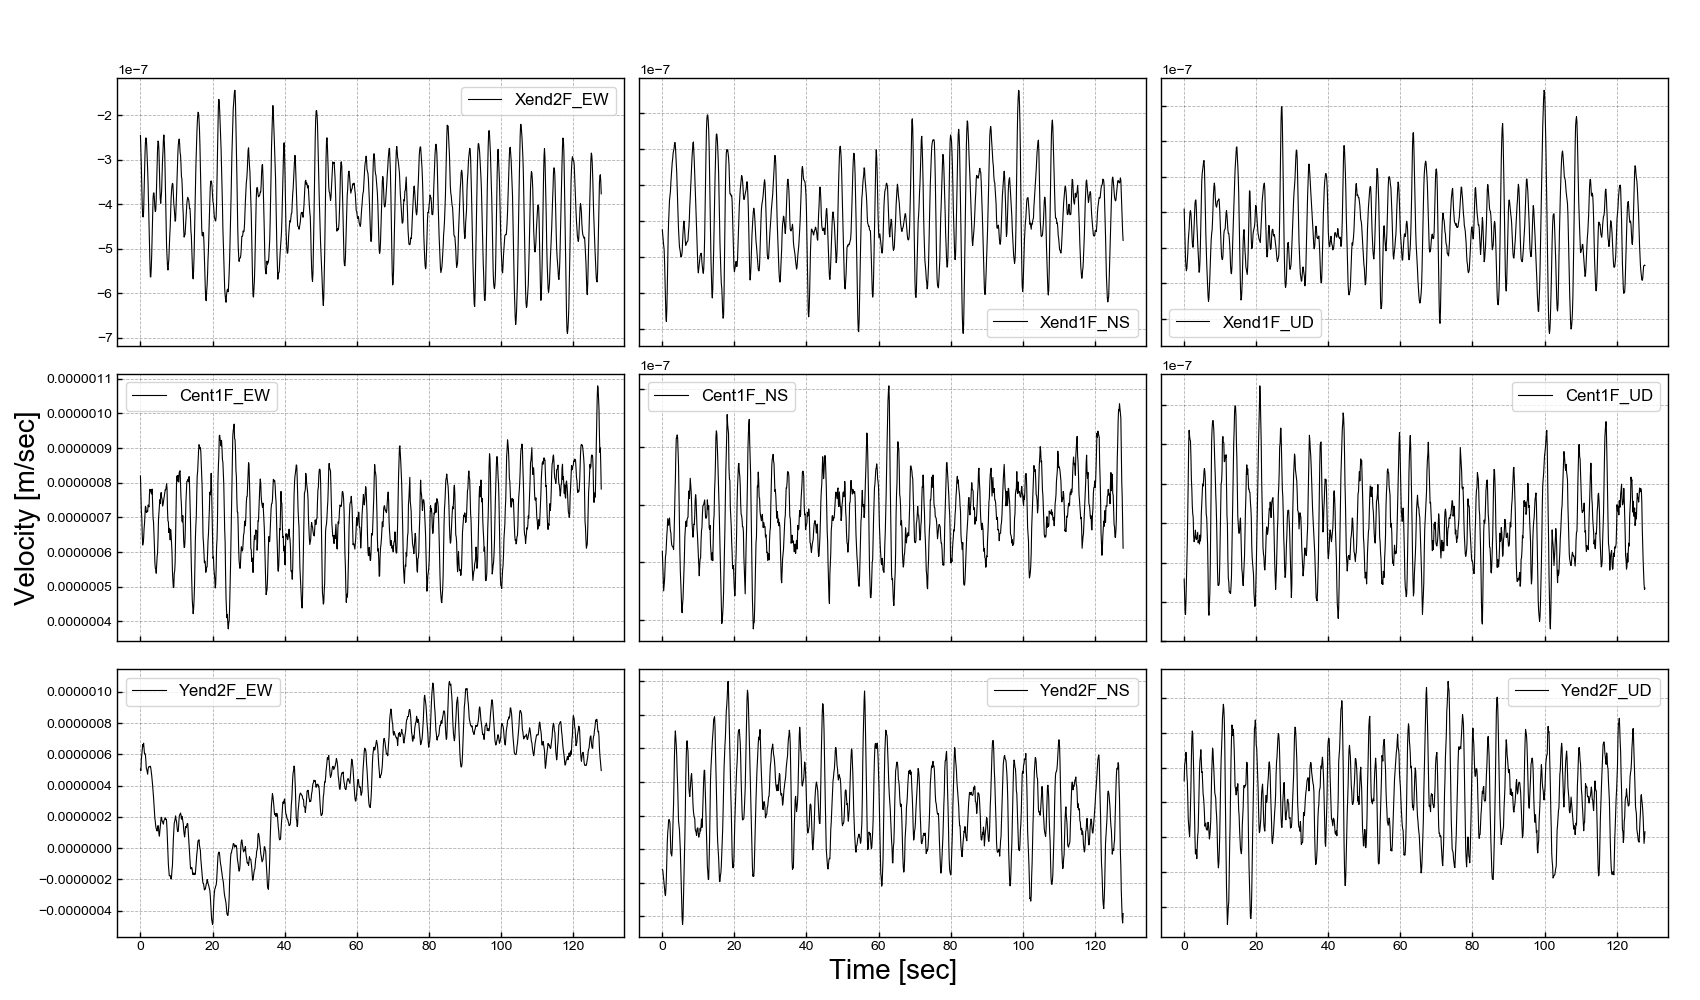 1e−7 1e−7 1e−7
Xend2F_EW
−2
−3
−4
−5
−6
−7
Xend1F_NS
Xend1F_UD
1e−7 1e−7
Cent1F_EW
0.0000011
0.0000010
0.0000009
0.0000008
0.0000007
0.0000006
0.0000005
0.0000004
Cent1F_NS
Cent1F_UD
Velocity [m/sec]
Yend2F_EW
0.0000010
0.0000008
0.0000006
0.0000004
0.0000002
0.0000000
−0.0000002
−0.0000004
Yend2F_NS
Yend2F_UD
0 20 40 60 80 100 120
0 20 40 60 80 100 120
0 20 40 60 80 100 120
Time [sec]